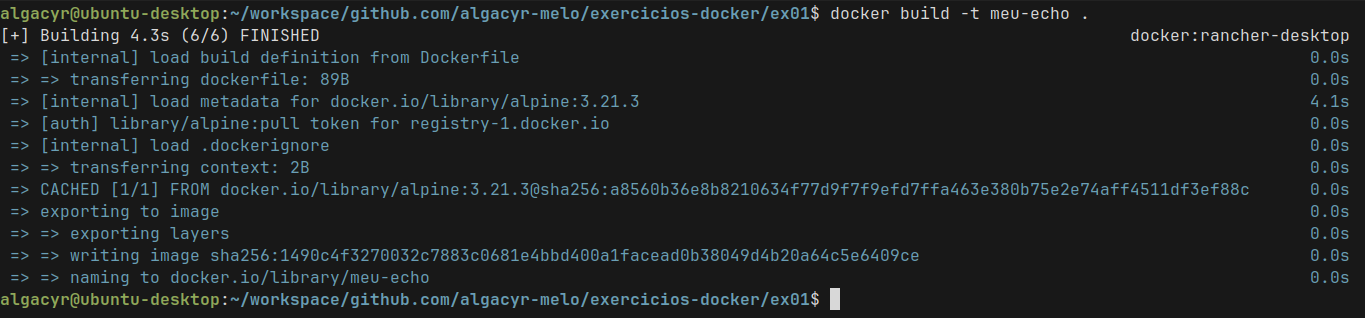 algacyr@ubuntu-desktop:~/workspace/github.com/algacyr-melo/exercicios-docker/ex01$ docker build -t meu-echo .
[+] Building 4.3s (6/6) FINISHED docker:rancher-desktop
=> [internal] load build definition from Dockerfile 0.0s
=> => transferring dockerfile: 89B 0.0s
=> [internal] load metadata for docker.io/library/alpine:3.21.3 4.1s
=> [auth] library/alpine:pull token for registry-1.docker.io 0.0s
=> [internal] load .dockerignore 0.0s
=> => transferring context: 2B 0.0s
=> CACHED [1/1] FROM docker.io/library/alpine:3.21.3@sha256:a8560b36e8b8210634f77d9f7f9efd7ffa463e380b75e2e74aff4511df3ef88c 0.0s
=> exporting to image 0.0s
=> => exporting layers 0.0s
=> => writing image sha256:1490c4f3270032c7883c0681e4bbd400a1facead0b38049d4b20a64c5e6409ce 0.0s
=> => naming to docker.io/library/meu-echo 0.0s
algacyr@ubuntu-desktop:~/workspace/github.com/algacyr-melo/exercicios-docker/ex01$